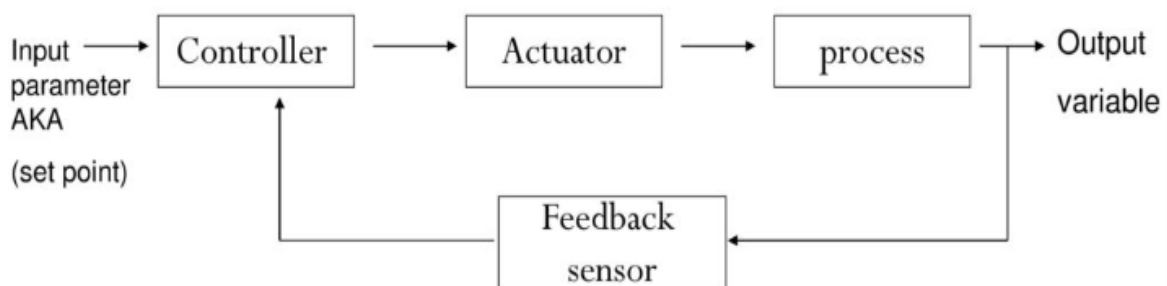 Input
parameter
AKA
(set point)
Controller
Actuator
process
Output
variable
Feedback
sensor